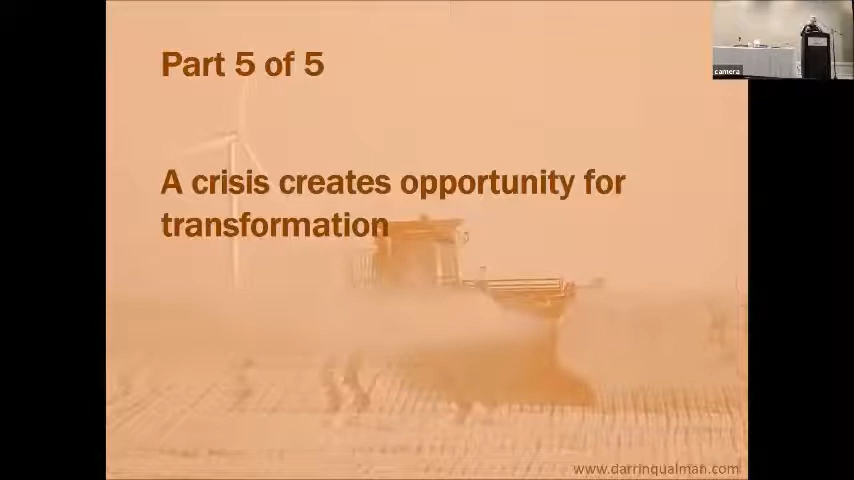 Part 5 of 5
A crisis creates opportunity for
transformation
www.darrinqualman.com
camera